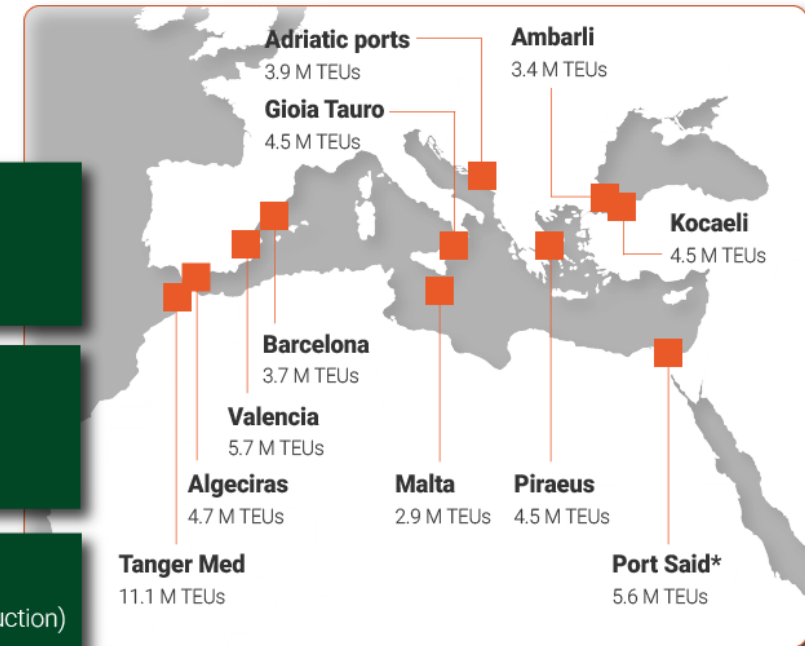 Adriatic ports
3.9 M TEUs
Ambarli
3.4 M TEUs
Gioia Tauro
4.5 M TEUs
Kocaeli
4.5 M TEUs
Barcelona
3.7 M TEUs
Valencia
5.7 M TEUs
Algeciras
4.7 M TEUs
Malta
2.9 M TEUs
Piraeus
4.5 M TEUs
Tanger Med
11.1 M TEUs
Port Said*
5.6 M TEUs